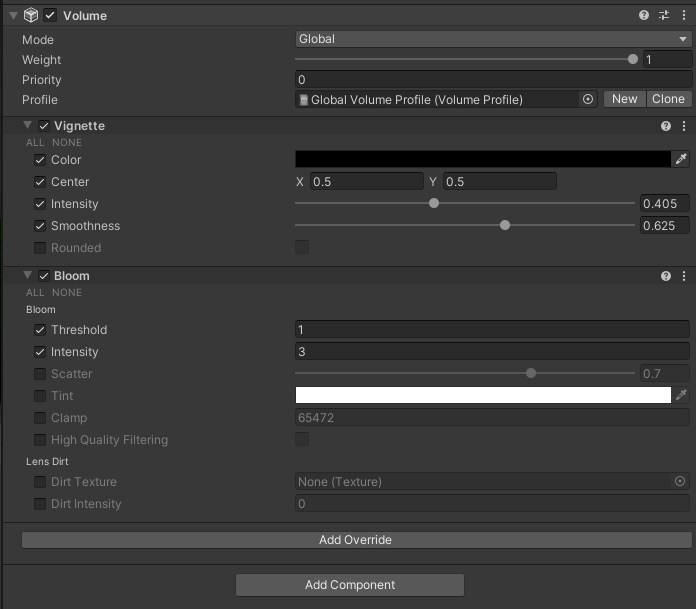 Volume
Mode Global
Weight 1
Priority 0
Profile Global Volume Profile (Volume Profile) New Clone
Vignette
ALL NONE
Color
Center X 0.5 Y 0.5
Intensity 0.405
Smoothness 0.625
Rounded
Bloom
ALL NONE
Bloom
Threshold 1
Intensity 3
Scatter 0.7
Tint
Clamp 65472
High Quality Filtering
Lens Dirt
Dirt Texture None (Texture)
Dirt Intensity 0
Add Override
Add Component